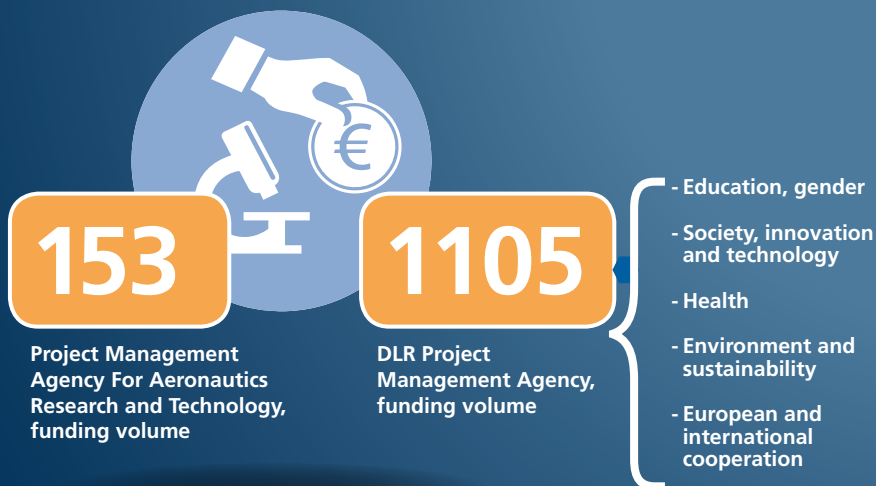 €
153
Project Management
Agency For Aeronautics
Research and Technology,
funding volume
1105
DLR Project
Management Agency,
funding volume
- Education, gender
- Society, innovation
and technology
- Health
- Environment and
sustainability
- European and
international
cooperation